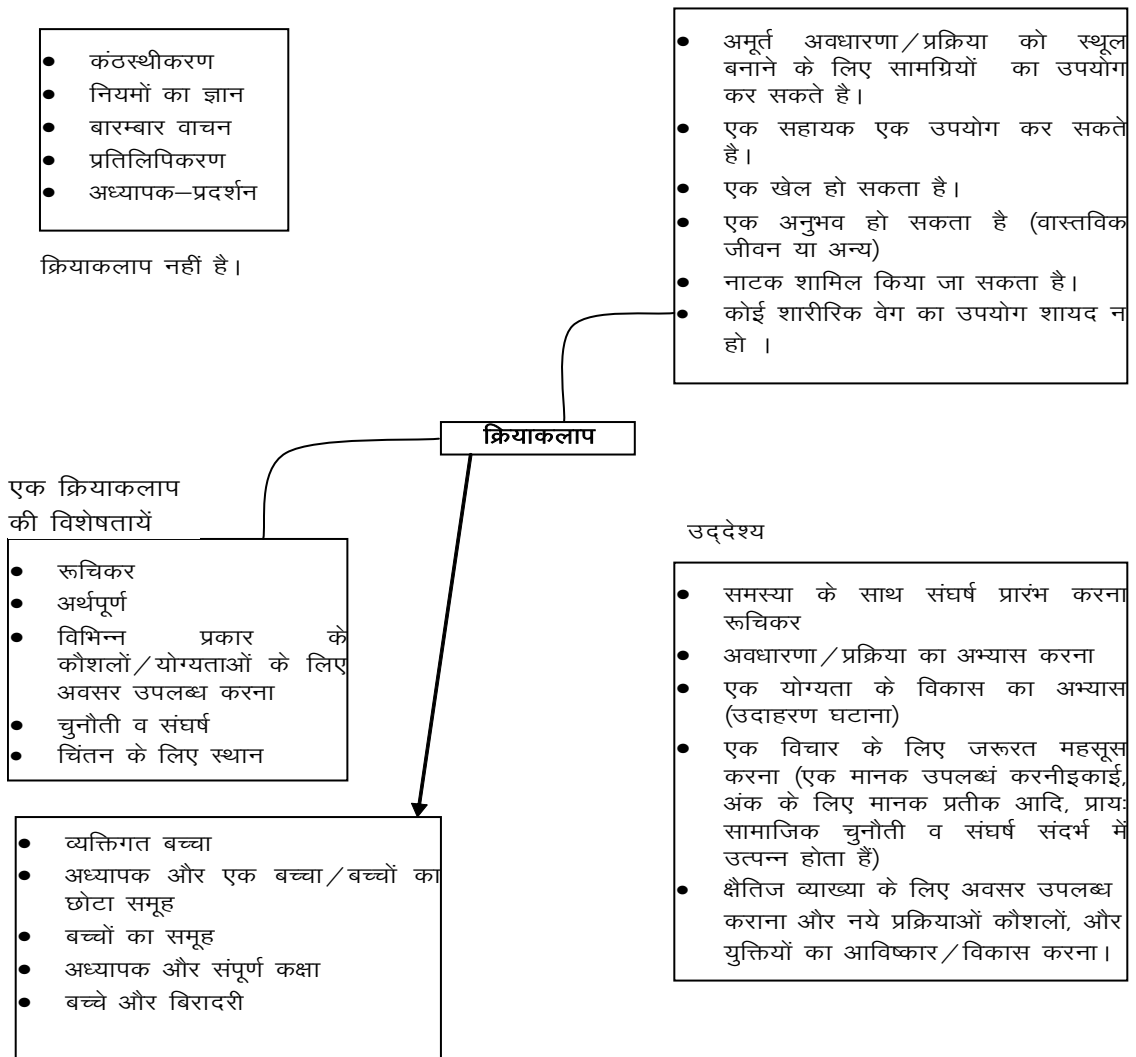 • कंठस्थीकरण
• नियमों का ज्ञान
• बारम्बार वाचन
• प्रतिलिपिकरण
• अध्यापक–प्रदर्शन
क्रियाकलाप नहीं है।
• अमूर्त अवधारणा/प्रक्रिया को स्थूल
बनाने के लिए सामग्रियों का उपयोग
कर सकते है।
• एक सहायक एक उपयोग कर सकते
है।
• एक खेल हो सकता है।
• एक अनुभव हो सकता है (वास्तविक
जीवन या अन्य)
• नाटक शामिल किया जा सकता है।
• कोई शारीरिक वेग का उपयोग शायद न
हो ।
क्रियाकलाप
एक क्रियाकलाप
की विशेषतायें
• रूचिकर
• अर्थपूर्ण
• विभिन्न प्रकार के
कौशलों/योग्यताओं के लिए
अवसर उपलब्ध करना
• चुनौती व संघर्ष
• चिंतन के लिए स्थान
• व्यक्तिगत बच्चा
• अध्यापक और एक बच्चा/बच्चों का
छोटा समूह
• बच्चों का समूह
• अध्यापक और संपूर्ण कक्षा
• बच्चे और बिरादरी
उद्देश्य
• समस्या के साथ संघर्ष प्रारंभ करना
रूचिकर
• अवधारणा/प्रक्रिया का अभ्यास करना
• एक योग्यता के विकास का अभ्यास
(उदाहरण घटाना)
• एक विचार के लिए जरूरत महसूस
करना (एक मानक उपलब्धं करनीइकाई,
अंक के लिए मानक प्रतीक आदि, प्रायः
सामाजिक चुनौती व संघर्ष संदर्भ में
उत्पन्न होता हैं)
• क्षैतिज व्याख्या के लिए अवसर उपलब्ध
कराना और नये प्रक्रियाओं कौशलों, और
युक्तियों का आविष्कार/विकास करना।